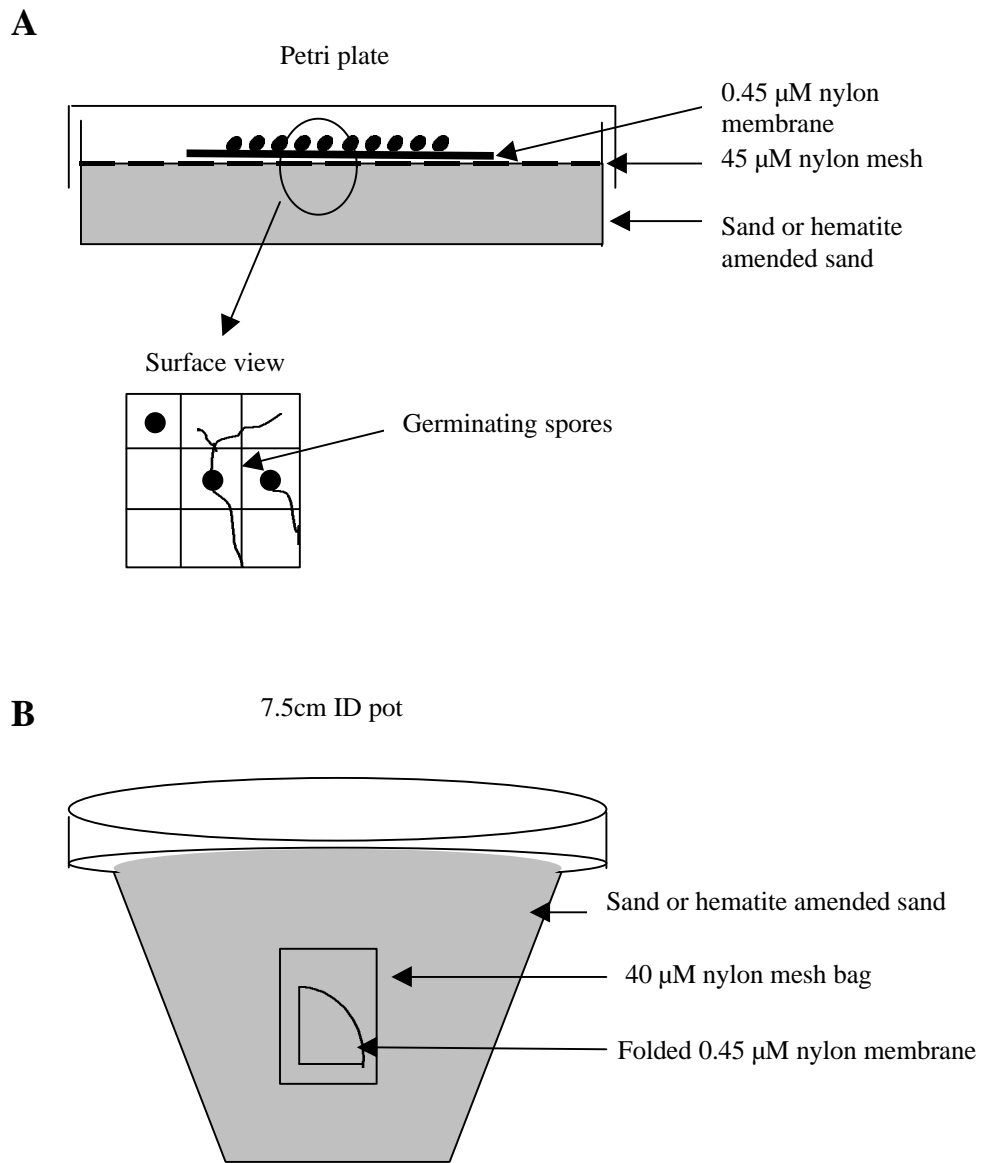 A
Petri plate
0.45 µM nylon
membrane
45 µM nylon mesh
Sand or hematite
amended sand
Surface view
Germinating spores
B
7.5cm ID pot
Sand or hematite amended sand
40 µM nylon mesh bag
Folded 0.45 µM nylon membrane